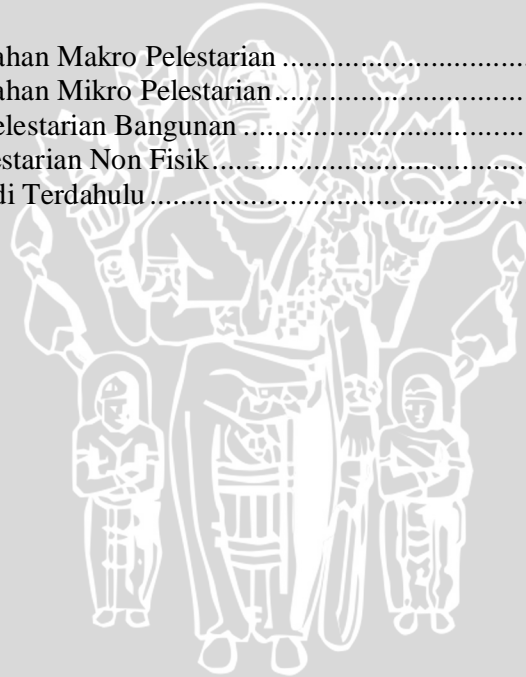 ahan Makro Pelestarian ....................................
ahan Mikro Pelestarian.....................................
elestarian Bangunan .........................................
estarian Non Fisik..............................................
di Terdahulu .......................................................